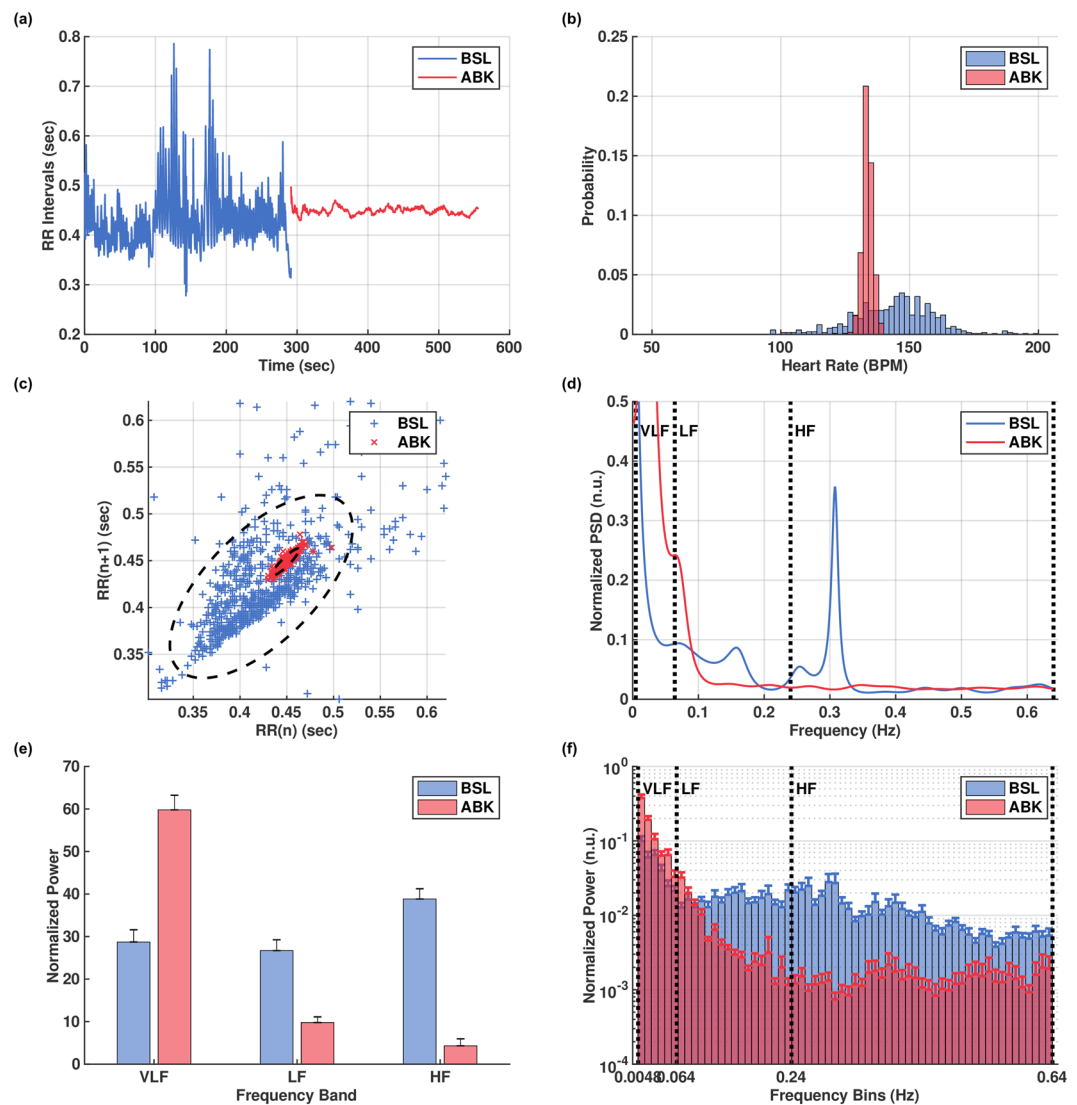 (a)
0.8
0.7
0.6
0.5
0.4
0.3
0.2
RR Intervals (sec)
0 100 200 300 400 500 600
Time (sec)
BSL
ABK
(b)
0.25
0.2
0.15
0.1
0.05
0
Probability
50 100 150 200
Heart Rate (BPM)
BSL
ABK
(c)
0.6
0.55
0.5
0.45
0.4
0.35
RR(n+1) (sec)
0.35 0.4 0.45 0.5 0.55 0.6
RR(n) (sec)
BSL
ABK
(d)
0.5
0.4
0.3
0.2
0.1
0
Normalized PSD (n.u.)
VLF LF HF
0 0.1 0.2 0.3 0.4 0.5 0.6
Frequency (Hz)
BSL
ABK
(e)
70
60
50
40
30
20
10
0
Normalized Power
VLF LF HF
Frequency Band
BSL
ABK
(f)
10^0
10^-1
10^-2
10^-3
10^-4
Normalized Power (n.u.)
VLF LF HF
0.0048 0.064 0.24 0.64
Frequency Bins (Hz)
BSL
ABK